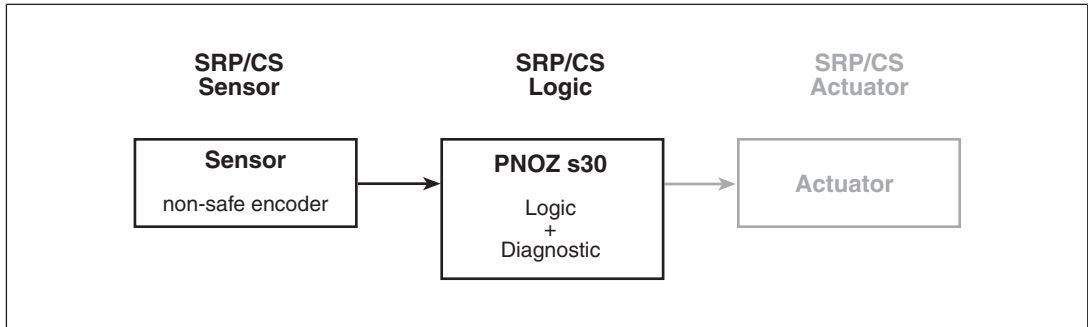 SRP/CS
Sensor
SRP/CS
Logic
SRP/CS
Actuator
Sensor
non-safe encoder
PNOZ s30
Logic
+
Diagnostic
Actuator